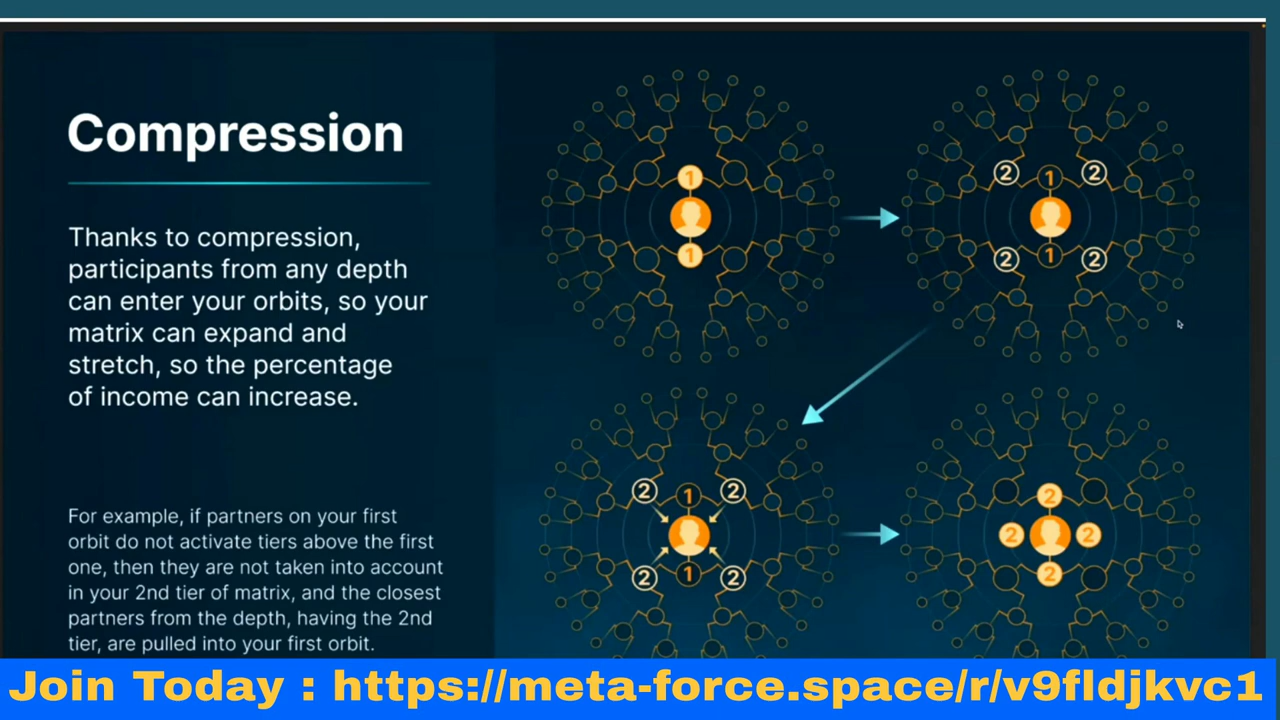 Compression
Thanks to compression,
participants from any depth
can enter your orbits, so your
matrix can expand and
stretch, so the percentage
of income can increase.
For example, if partners on your first
orbit do not activate tiers above the first
one, then they are not taken into account
in your 2nd tier of matrix, and the closest
partners from the depth, having the 2nd
tier, are pulled into your first orbit.
1
1
2 1 2
2 1 2
2 1 2
2 1 2
2
2 2
2
Join Today : https://meta-force.space/r/v9fldjkvc1